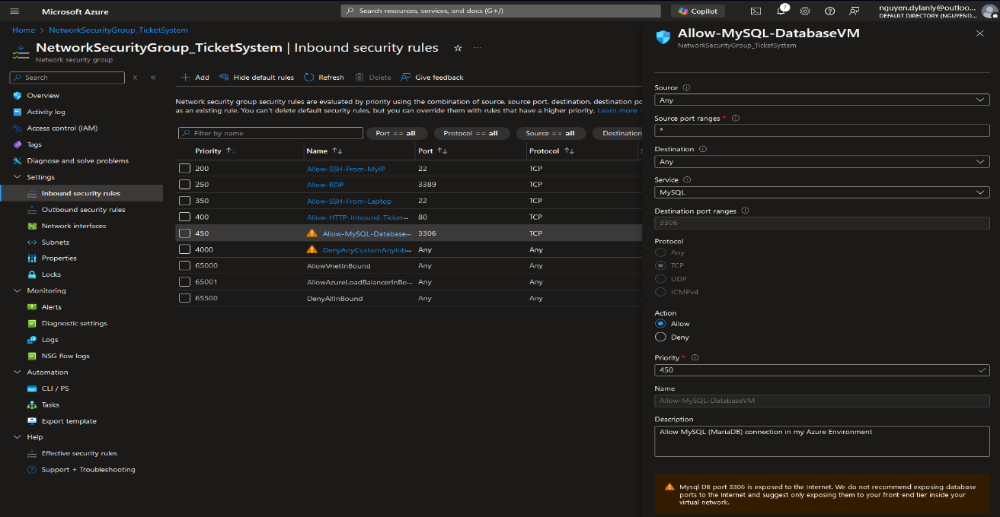 Microsoft Azure
Search resources, services, and docs (G+/)
Copilot
7
nguyen.dylanly@outloo...
DEFAULT DIRECTORY (NGUYEND...
Home > NetworkSecurityGroup_TicketSystem
NetworkSecurityGroup_TicketSystem | Inbound security rules
Network security group
Search
Overview
Activity log
Access control (IAM)
Tags
Diagnose and solve problems
Settings
Inbound security rules
Outbound security rules
Network interfaces
Subnets
Properties
Locks
Monitoring
Alerts
Diagnostic settings
Logs
NSG flow logs
Automation
CLI / PS
Tasks
Export template
Help
Effective security rules
Support + Troubleshooting
Add Hide default rules Refresh Delete Give feedback
Network security group security rules are evaluated by priority using the combination of source, source port, destination, destination po
as an existing rule. You can't delete default security rules, but you can override them with rules that have a higher priority. Learn more
Filter by name
Port == all
Protocol == all
Source == all
Destination
Priority Name Port Protocol
200 Allow-SSH-From-MyIP 22 TCP
250 Allow-RDP 3389 TCP
350 Allow-SSH-From-Laptop 22 TCP
400 Allow-HTTP-Inbound-Ticket... 80 TCP
450 Allow-MySQL-Database... 3306 TCP
4000 DenyAnyCustomAnyInb... Any Any
65000 AllowVnetInBound Any Any
65001 AllowAzureLoadBalancerInBo... Any Any
65500 DenyAllInBound Any Any
Allow-MySQL-DatabaseVM
NetworkSecurityGroup_TicketSystem
Source
Any
Source port ranges *
*
Destination
Any
Service
MySQL
Destination port ranges
3306
Protocol
Any
TCP
UDP
ICMPv4
Action
Allow
Deny
Priority *
450
Name
Allow-MySQL-DatabaseVM
Description
Allow MySQL (MariaDB) connection in my Azure Environment
Mysql DB port 3306 is exposed to the Internet. We do not recommend exposing database
ports to the Internet and suggest only exposing them to your front-end tier inside your
virtual network.